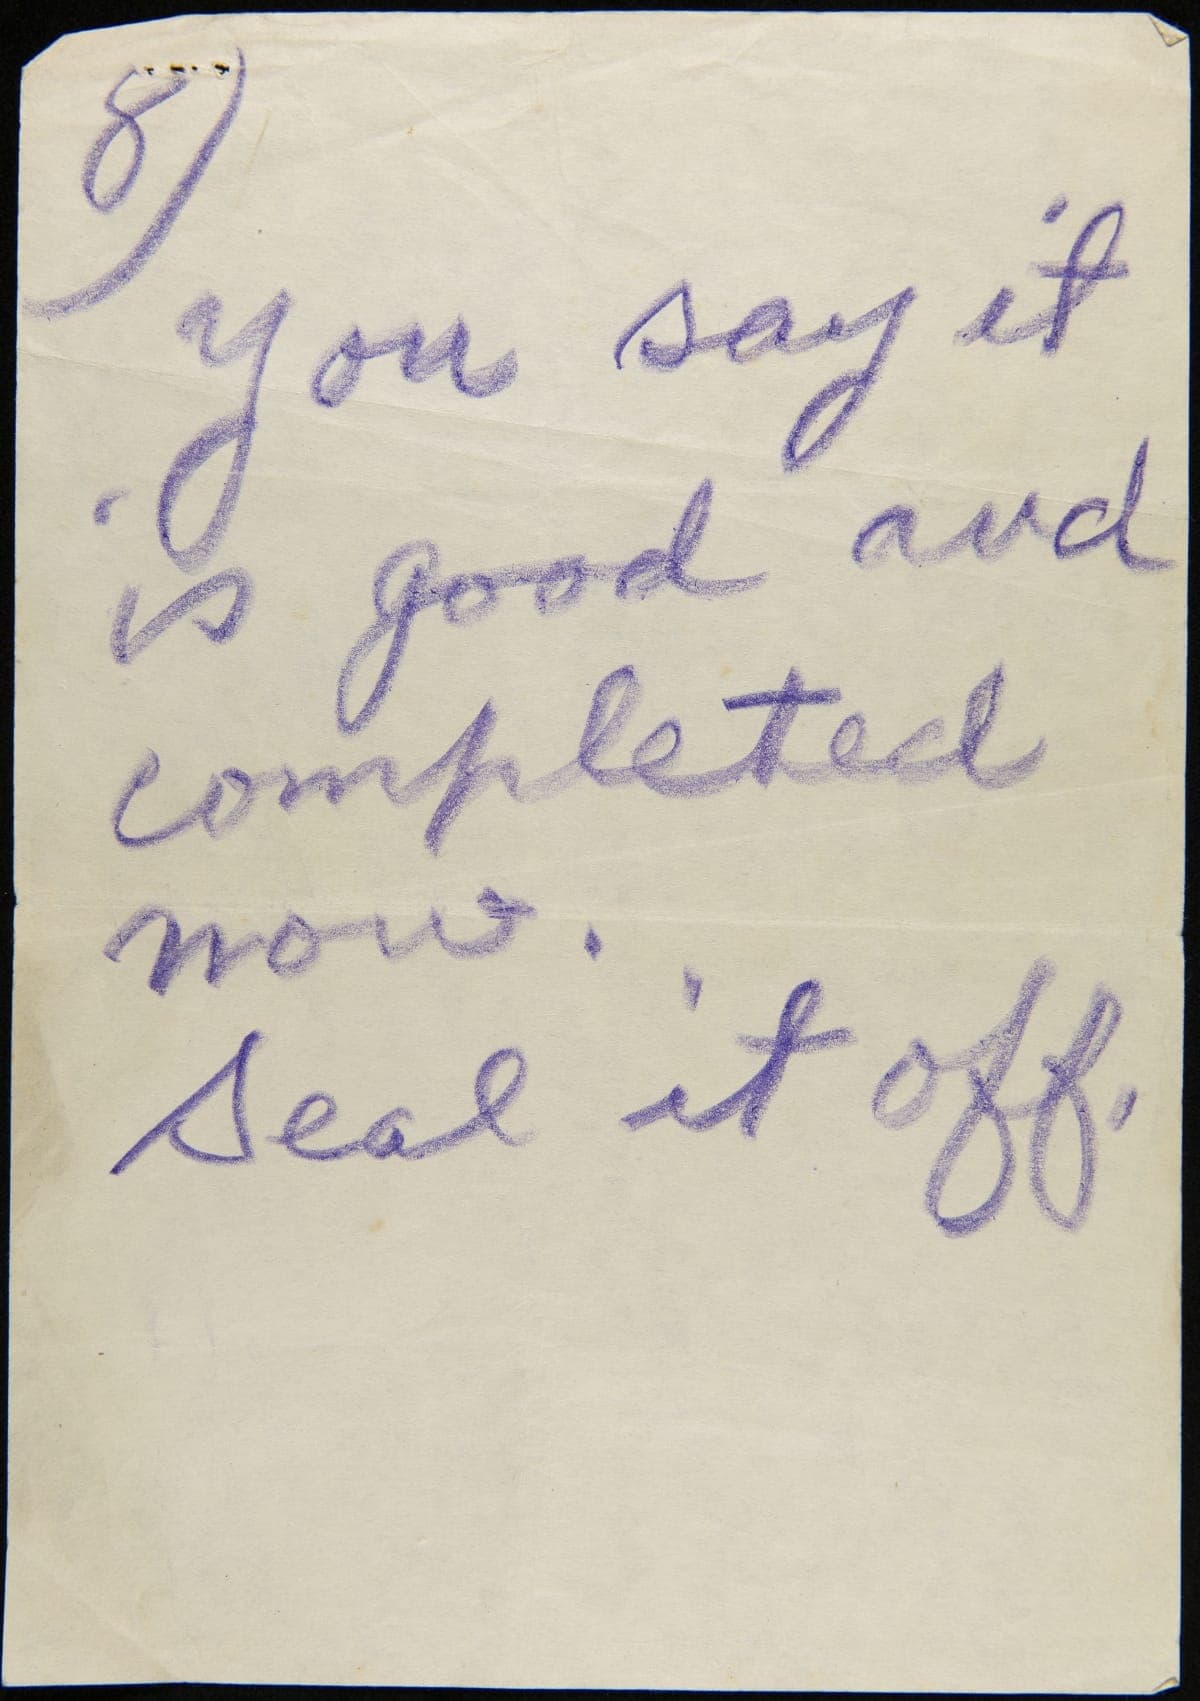 8)
you say it
is good and
completed
now.
Seal it off.